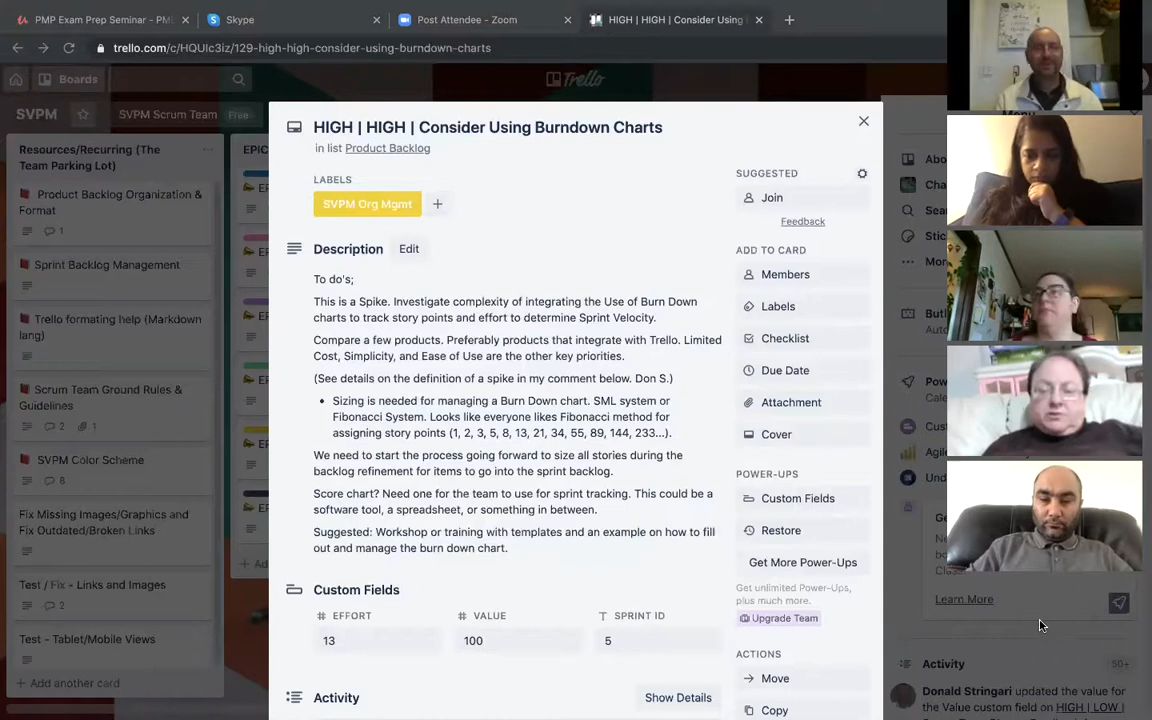 PMP Exam Prep Seminar - PM
Skype
Post Attendee - Zoom
HIGH | HIGH | Consider Using
trello.com/c/HQUlc3iz/129-high-high-consider-using-burndown-charts
Boards
Trello
SVPM
SVPM Scrum Team
Free
Resources/Recurring (The
Team Parking Lot)
Product Backlog Organization &
Format
1
Sprint Backlog Management
Trello formating help (Markdown
lang)
Scrum Team Ground Rules &
Guidelines
2
1
SVPM Color Scheme
8
Fix Missing Images/Graphics and
Fix Outdated/Broken Links
Test / Fix - Links and Images
2
Test - Tablet/Mobile Views
+ Add another card
HIGH | HIGH | Consider Using Burndown Charts
in list Product Backlog
LABELS
SVPM Org Mgmt
+
Description
Edit
To do's;
This is a Spike. Investigate complexity of integrating the Use of Burn Down
charts to track story points and effort to determine Sprint Velocity.
Compare a few products. Preferably products that integrate with Trello. Limited
Cost, Simplicity, and Ease of Use are the other key priorities.
(See details on the definition of a spike in my comment below. Don S.)
• Sizing is needed for managing a Burn Down chart. SML system or
Fibonacci System. Looks like everyone likes Fibonacci method for
assigning story points (1, 2, 3, 5, 8, 13, 21, 34, 55, 89, 144, 233...).
We need to start the process going forward to size all stories during the
backlog refinement for items to go into the sprint backlog.
Score chart? Need one for the team to use for sprint tracking. This could be a
software tool, a spreadsheet, or something in between.
Suggested: Workshop or training with templates and an example on how to fill
out and manage the burn down chart.
Custom Fields
# EFFORT
# VALUE
T SPRINT ID
13
100
5
Activity
Show Details
SUGGESTED
Join
Feedback
ADD TO CARD
Members
Labels
Checklist
Due Date
Attachment
Cover
POWER-UPS
Custom Fields
Restore
Get More Power-Ups
Get unlimited Power-Ups,
plus much more.
Upgrade Team
ACTIONS
Move
Copy
Learn More
Activity
50+
Donald Stringari updated the value for
the Value custom field on HIGH | LOW |